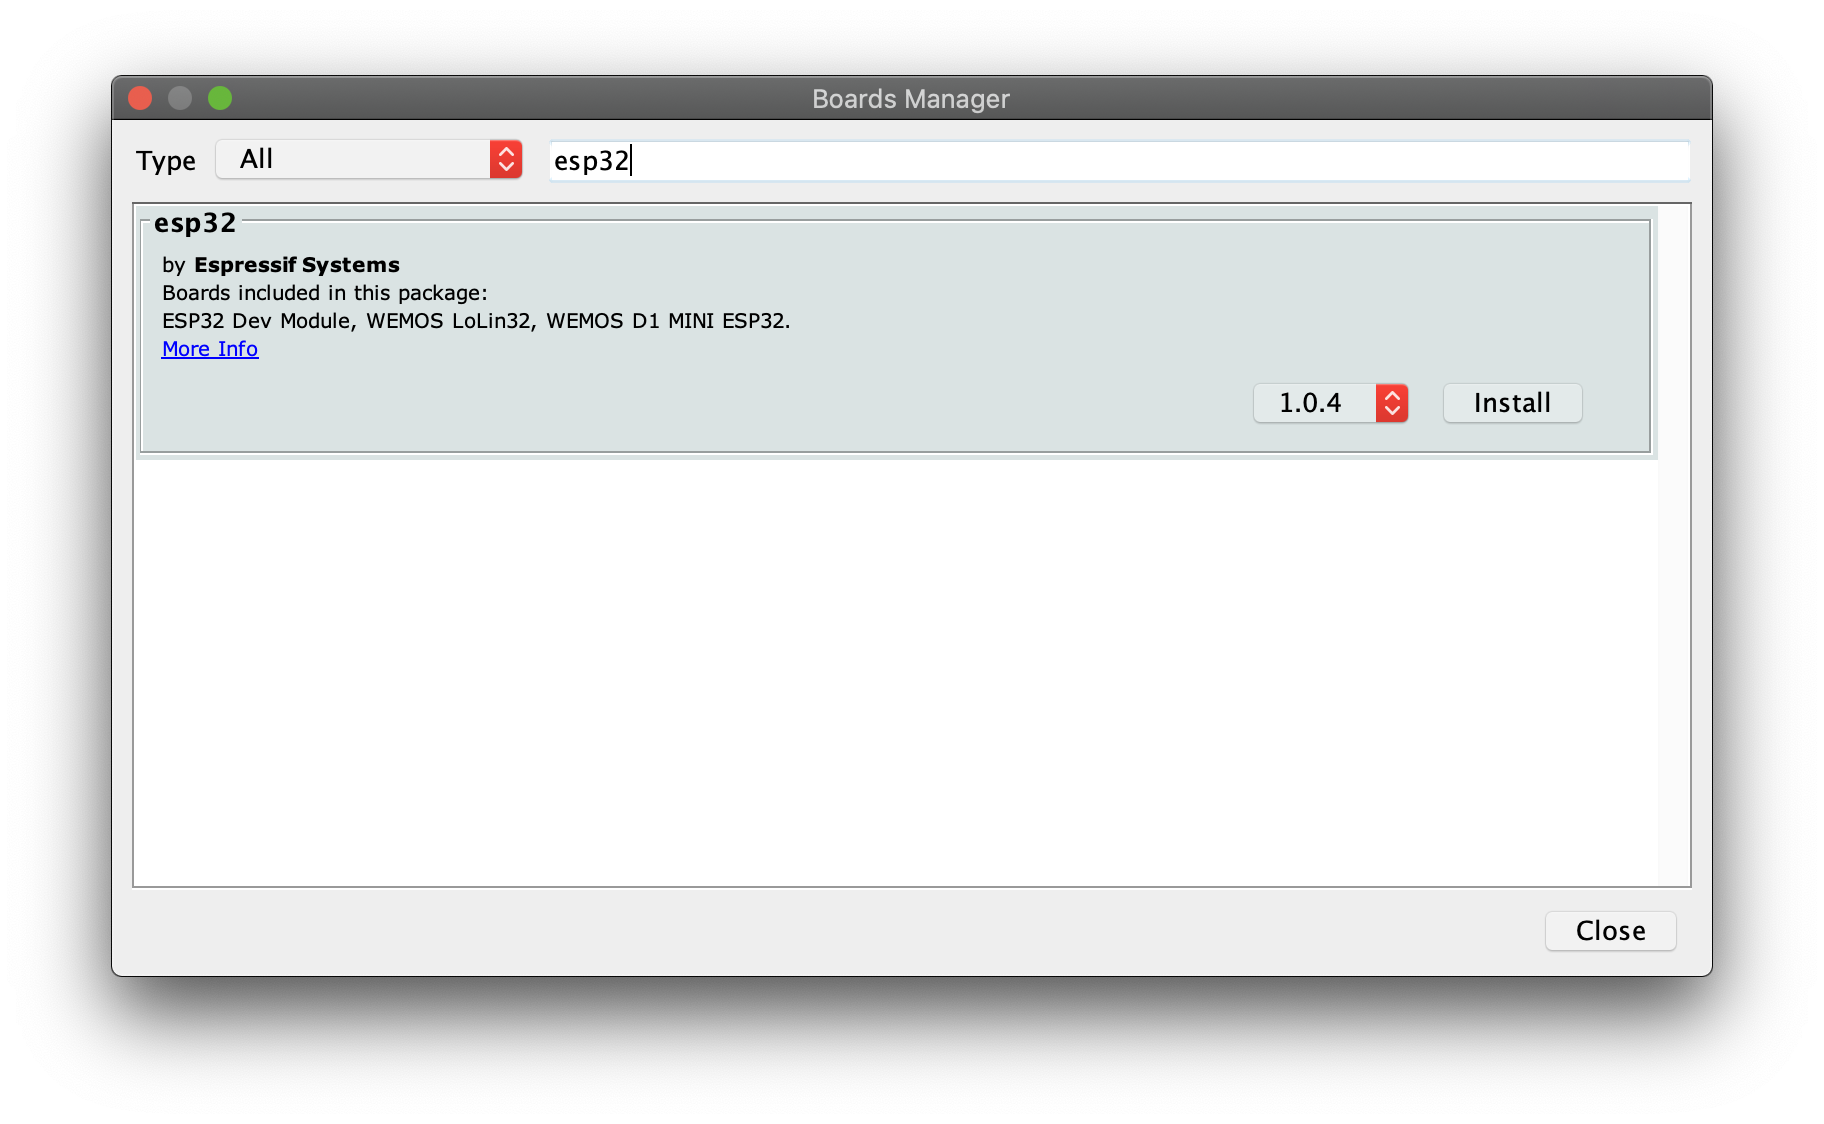 Boards Manager
Type All esp32
esp32
by Espressif Systems
Boards included in this package:
ESP32 Dev Module, WEMOS LoLin32, WEMOS D1 MINI ESP32.
More Info
1.0.4 Install
Close